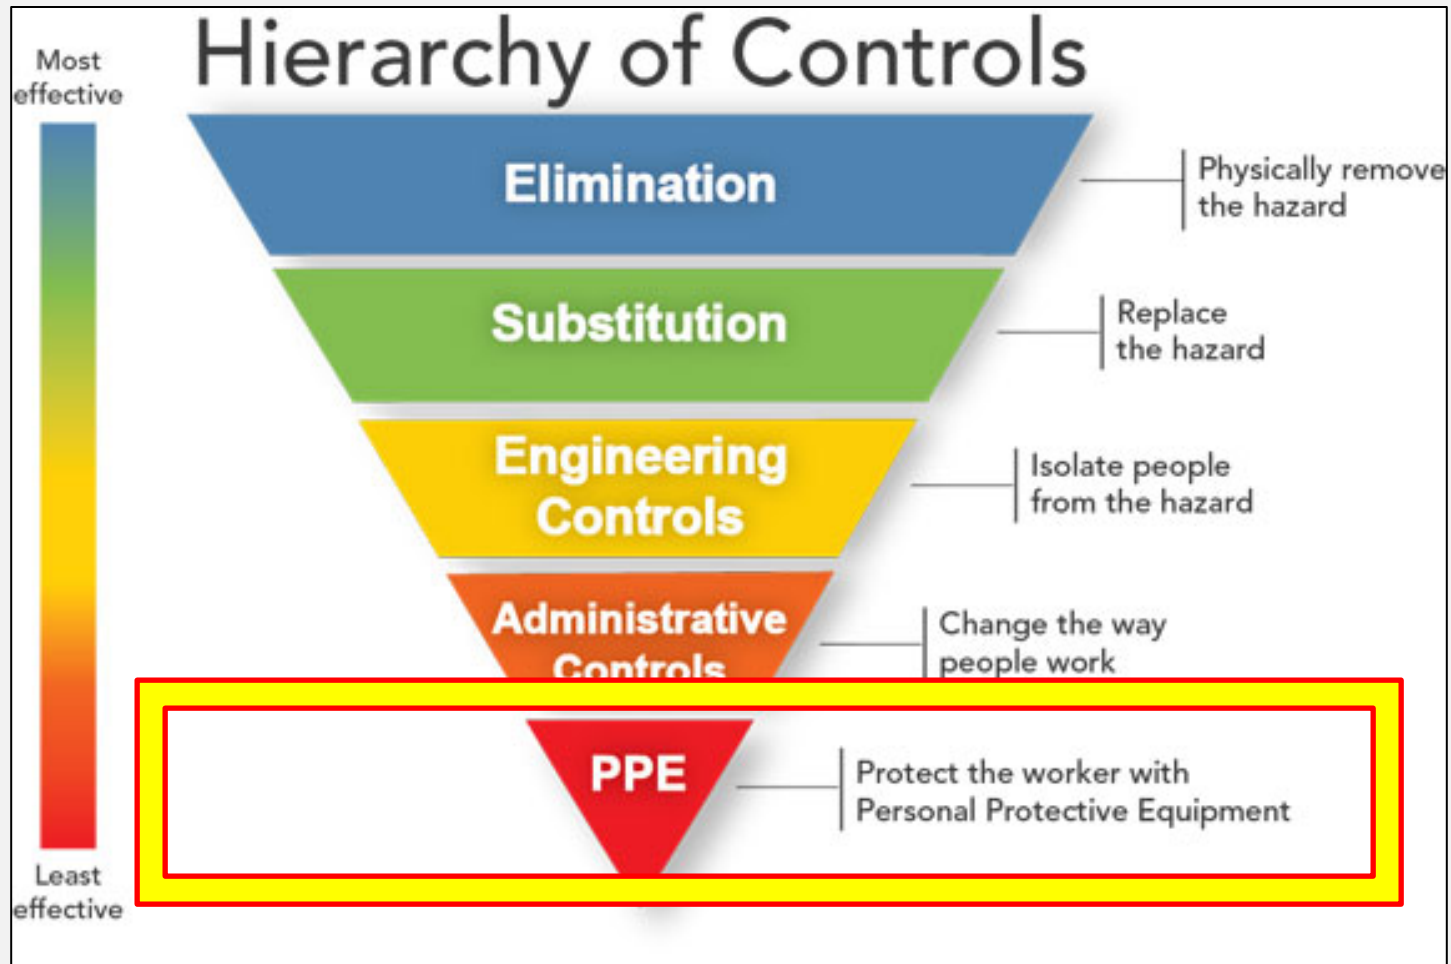 Hierarchy of Controls
Most
effective
Elimination
Physically remove
the hazard
Substitution
Replace
the hazard
Engineering
Controls
Isolate people
from the hazard
Administrative
Controls
Change the way
people work
PPE
Protect the worker with
Personal Protective Equipment
Least
effective